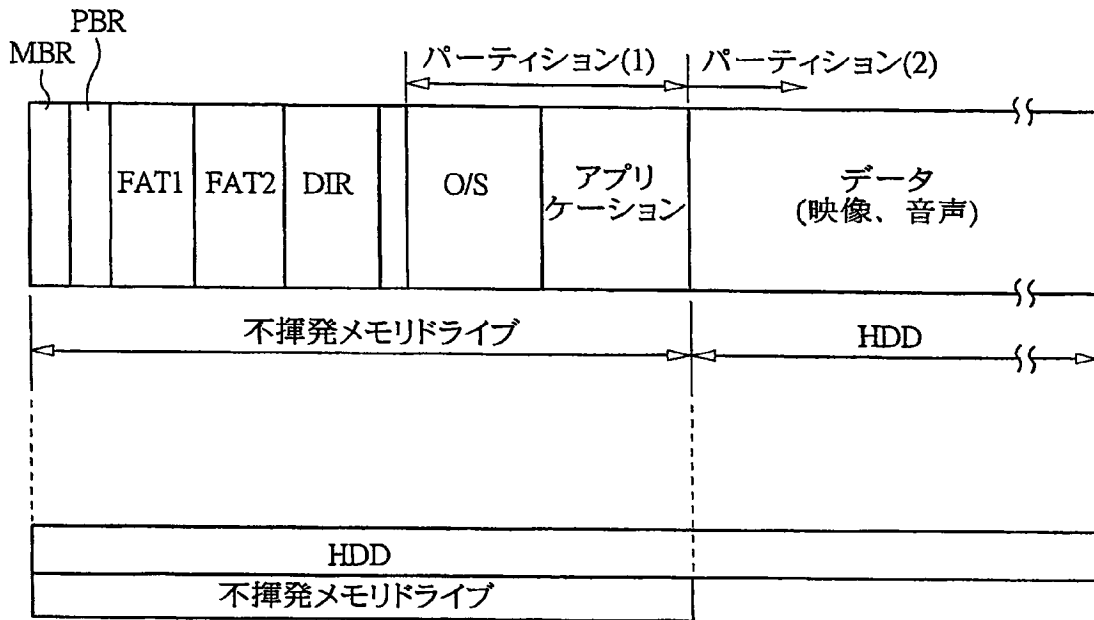 PBR
MBR
パーティション(1)
パーティション(2)
FAT1
FAT2
DIR
O/S
アプリ
ケーション
データ
(映像、音声)
不揮発メモリドライブ
HDD
HDD
不揮発メモリドライブ